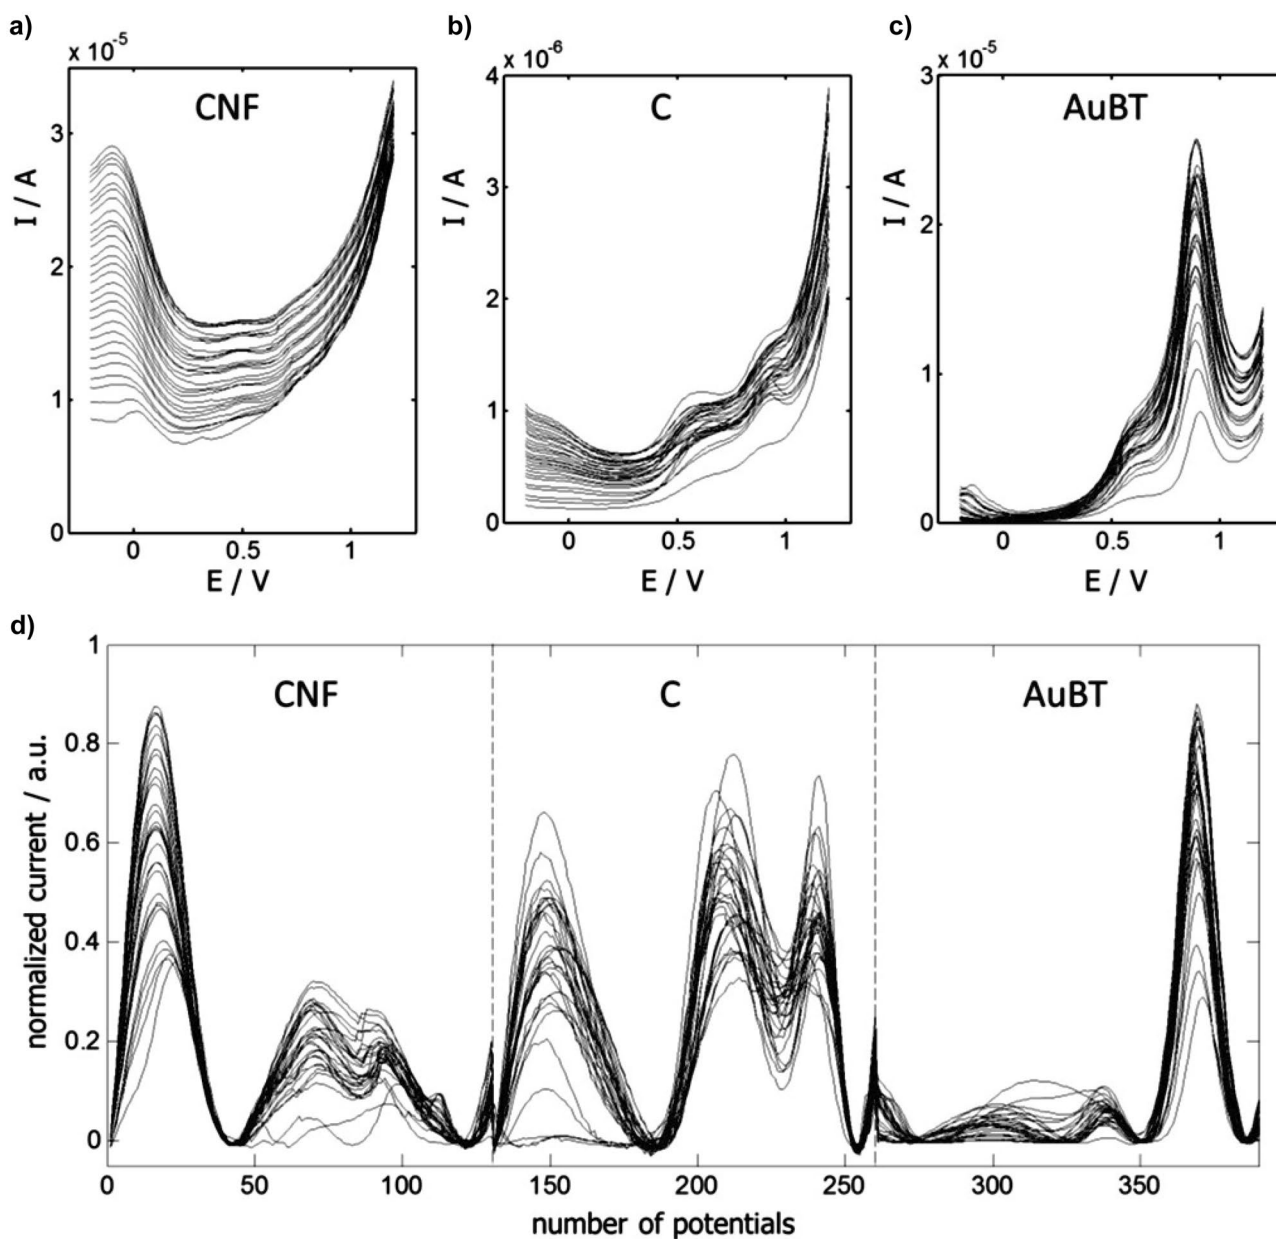 a)
x 10-5
CNF
3
2
1
0
I / A
0
0.5
1
E / V
b)
x 10-6
C
4
3
2
1
0
I / A
0
0.5
1
E / V
c)
x 10-5
AuBT
3
2
1
0
I / A
0
0.5
1
E / V
d)
CNF
C
AuBT
1
0.8
0.6
0.4
0.2
0
normalized current / a.u.
0
50
100
150
200
250
300
350
number of potentials